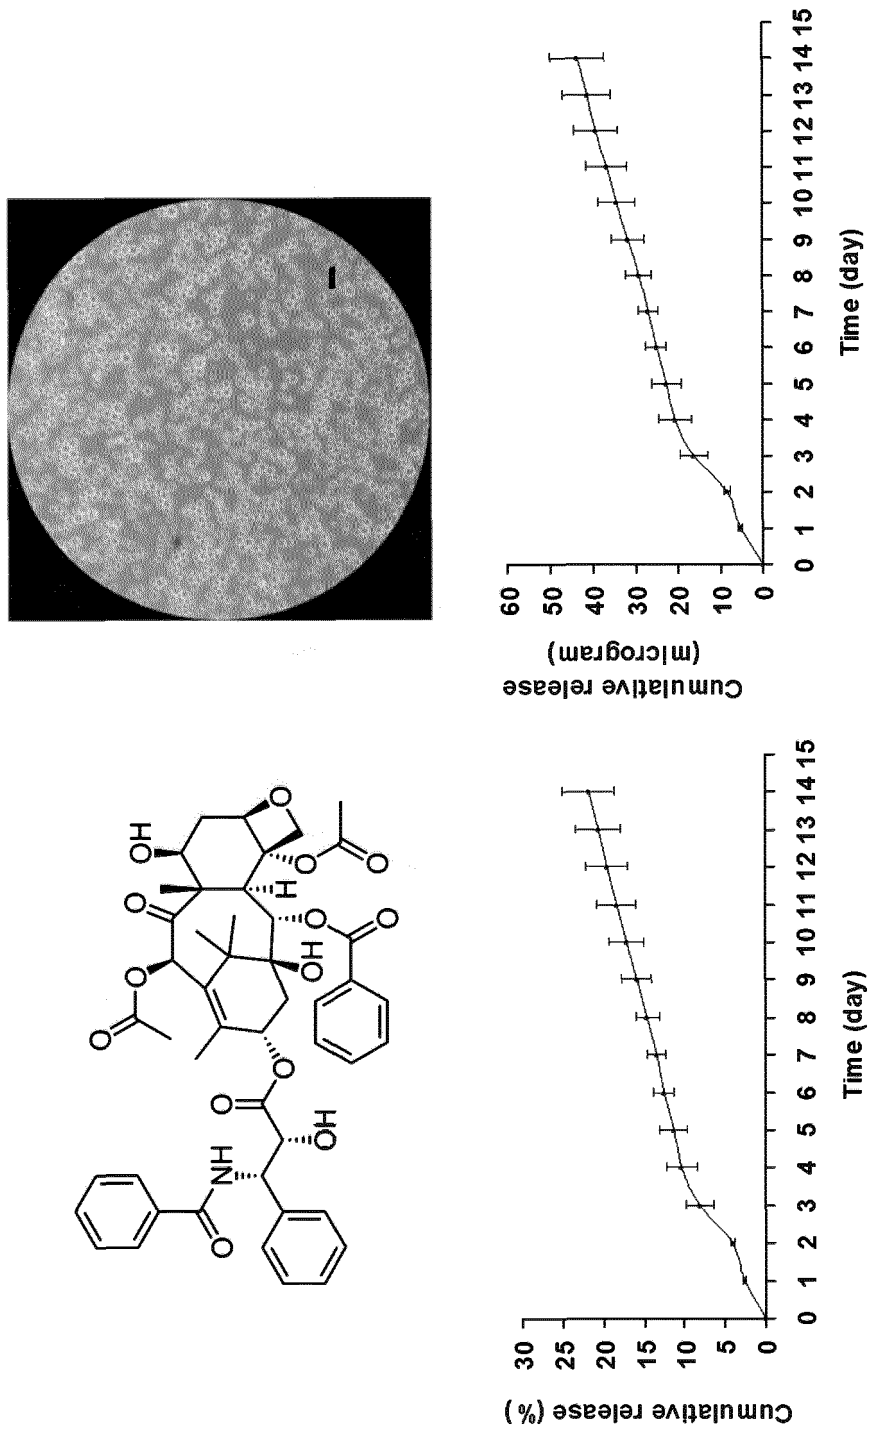 O
O
O
OH
O
NH
O
O
O
OH
OH
H
O
O
O
O
O
Cumulative release (%)
30
25
20
15
10
5
0
0 1 2 3 4 5 6 7 8 9 10 11 12 13 14 15
Time (day)
Cumulative release
(microgram)
60
50
40
30
20
10
0
0 1 2 3 4 5 6 7 8 9 10 11 12 13 14 15
Time (day)